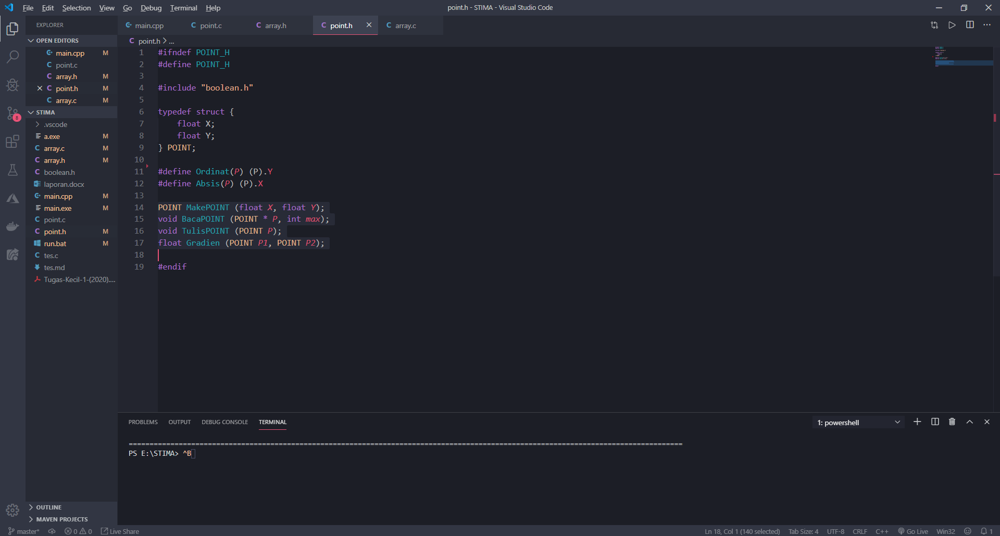 File Edit Selection View Go Debug Terminal Help
point.h - STIMA - Visual Studio Code
EXPLORER
main.cpp
point.c
array.h
point.h
array.c
OPEN EDITORS
main.cpp M
point.c
array.h M
point.h M
array.c M
STIMA
.vscode
a.exe M
array.c M
array.h M
boolean.h
laporan.docx
main.cpp M
main.exe M
point.c
point.h M
run.bat M
tes.c
tes.md
Tugas-Kecil-1-(2020)....
OUTLINE
MAVEN PROJECTS
8
point.h > ...
1 #ifndef POINT_H
2 #define POINT_H
3
4 #include "boolean.h"
5
6 typedef struct {
7 float X;
8 float Y;
9 } POINT;
10
11 #define Ordinat(P) (P).Y
12 #define Absis(P) (P).X
13
14 POINT MakePOINT (float X, float Y);
15 void BacaPOINT (POINT * P, int max);
16 void TulisPOINT (POINT P);
17 float Gradien (POINT P1, POINT P2);
18
19 #endif
PROBLEMS OUTPUT DEBUG CONSOLE TERMINAL
1: powershell
=====================================================================================================================================
PS E:\STIMA> ^B
master* 0 0 Live Share
Ln 18, Col 1 (140 selected) Tab Size: 4 UTF-8 CRLF C++ Go Live Win32 1